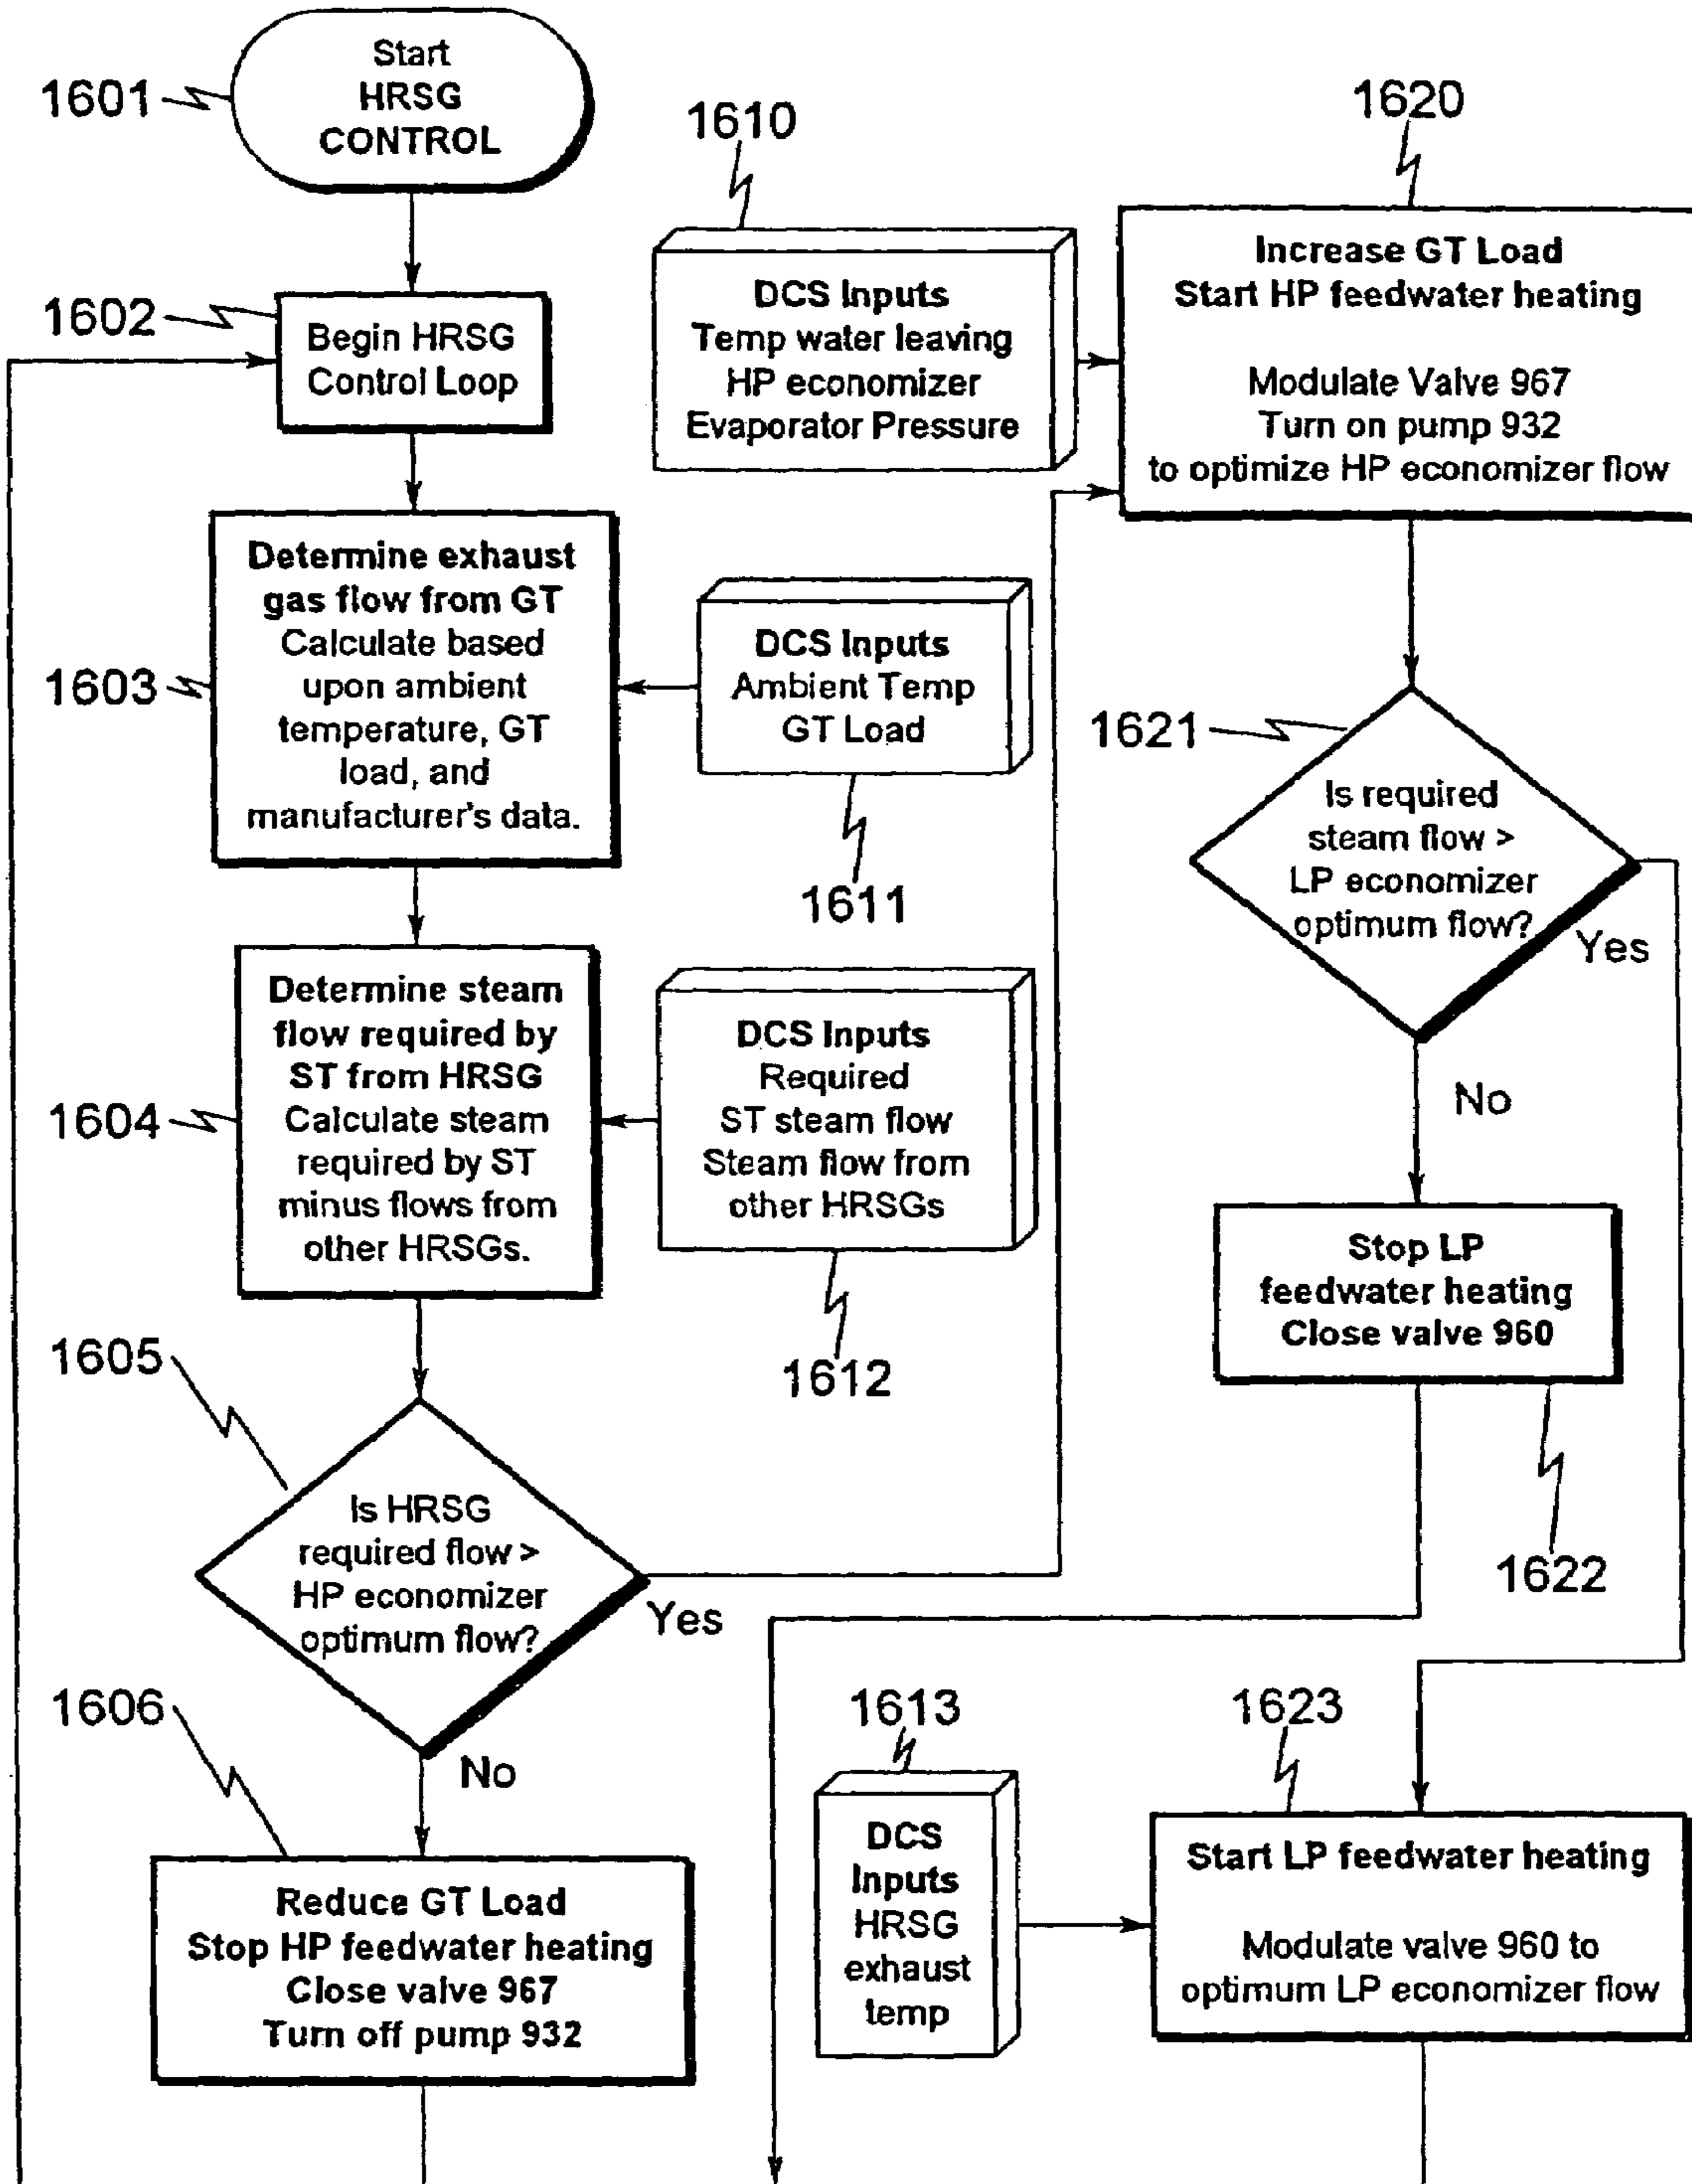 1601
Start
HRSG
CONTROL
1602
Begin HRSG
Control Loop
1603
Determine exhaust
gas flow from GT
Calculate based
upon ambient
temperature, GT
load, and
manufacturer's data.
1604
Determine steam
flow required by
ST from HRSG
Calculate steam
required by ST
minus flows from
other HRSGs.
1605
Is HRSG
required flow >
HP economizer
optimum flow?
Yes
No
1606
Reduce GT Load
Stop HP feedwater heating
Close valve 967
Turn off pump 932
1610
DCS Inputs
Temp water leaving
HP economizer
Evaporator Pressure
DCS Inputs
Ambient Temp
GT Load
1611
DCS Inputs
Required
ST steam flow
Steam flow from
other HRSGs
1612
1613
DCS
Inputs
HRSG
exhaust
temp
1620
Increase GT Load
Start HP feedwater heating
Modulate Valve 967
Turn on pump 932
to optimize HP economizer flow
1621
Is required
steam flow >
LP economizer
optimum flow?
Yes
No
Stop LP
feedwater heating
Close valve 960
1622
1623
Start LP feedwater heating
Modulate valve 960 to
optimum LP economizer flow